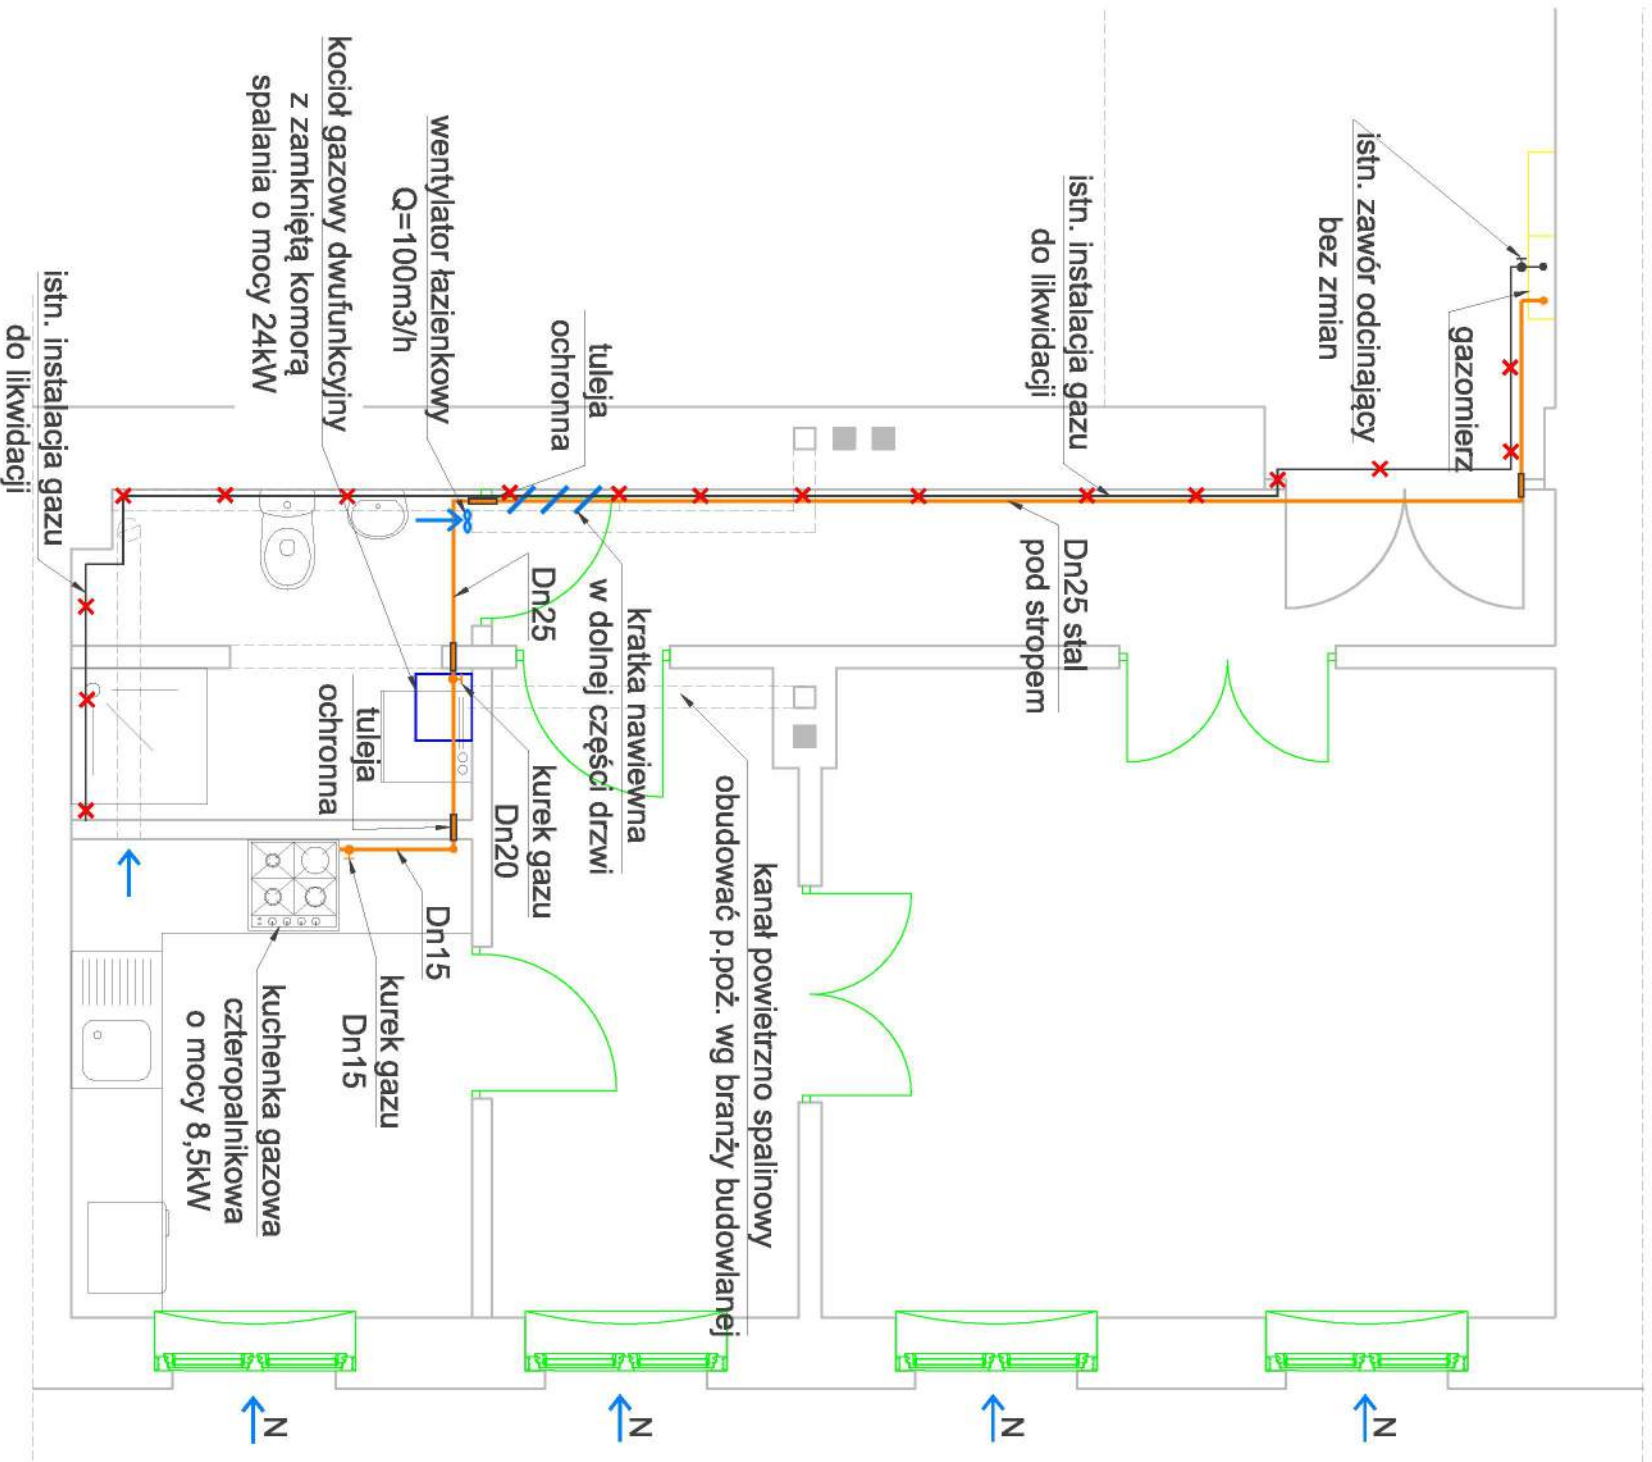 istn. zawór odcinający
bez zmian
gazomierz
istn. instalacja gazu
do likwidacji
Dn25 stal
pod stropem
tuleja
ochronna
kratka nawiewna
w dolnej części drzwi
kanał powietrzno spalinowy
obudować p.poż. wg branży budowlanej
wentylator łazienkowy
Q=100m3/h
Dn25
kurek gazu
Dn20
kocioł gazowy dwufunkcyjny
z zamkniętą komorą
spalania o mocy 24kW
tuleja
ochronna
Dn15
kurek gazu
Dn15
kuchenka gazowa
czteropalnikowa
o mocy 8,5kW
istn. instalacja gazu
do likwidacji
N
N
N
N